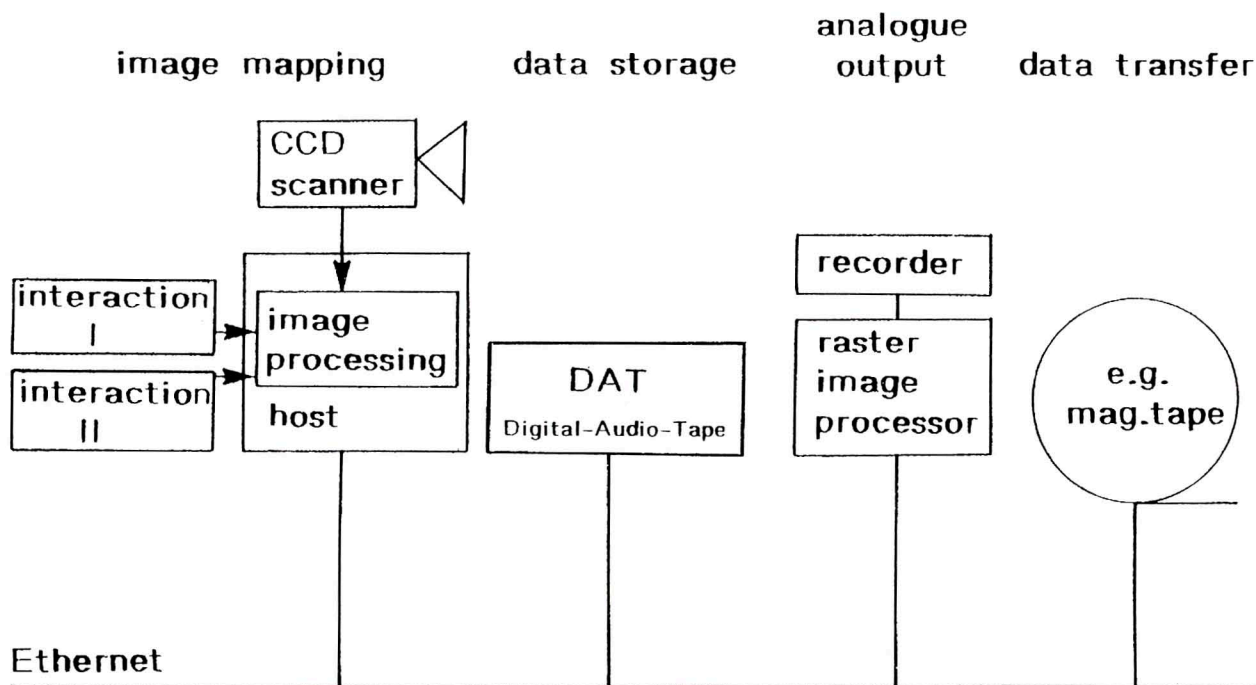 image mapping
data storage
analogue
output
data transfer
CCD
scanner
interaction
I
interaction
II
image
processing
host
DAT
Digital-Audio-Tape
recorder
raster
image
processor
e.g.
mag.tape
Ethernet